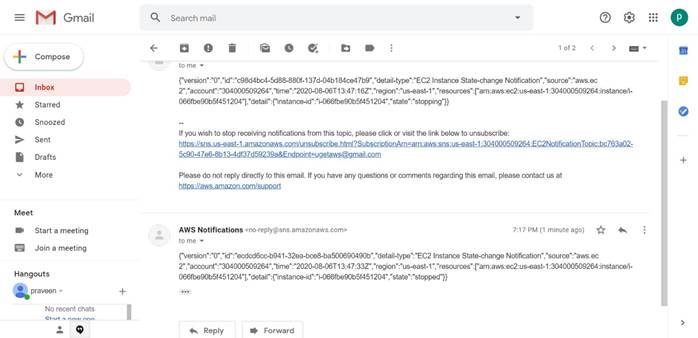 Gmail
Search mail
p
Compose
1 of 2
Inbox
Starred
Snoozed
Sent
Drafts
More
Meet
Start a meeting
Join a meeting
Hangouts
praveen
No recent chats
Start a new one
to me
{"version":"0","id":"c98d4bc4-5d88-880f-137d-04b184ce47b9","detail-type":"EC2 Instance State-change Notification","source":"aws.ec
2","account":"304000509264","time":"2020-08-06T13:47:16Z","region":"us-east-1","resources":["arn:aws:ec2:us-east-1:304000509264:instance/i-
066fbe90b5f451204"],"detail":{"instance-id":"i-066fbe90b5f451204","state":"stopping"}}
--
If you wish to stop receiving notifications from this topic, please click or visit the link below to unsubscribe:
https://sns.us-east-1.amazonaws.com/unsubscribe.html?SubscriptionArn=arn:aws:sns:us-east-1:304000509264:EC2NotificationTopic:bc763a02-
5c90-47e6-8b13-4df37d59239a&Endpoint=ugetaws@gmail.com
Please do not reply directly to this email. If you have any questions or comments regarding this email, please contact us at
https://aws.amazon.com/support
AWS Notifications <no-reply@sns.amazonaws.com>
7:17 PM (1 minute ago)
to me
{"version":"0","id":"ecdcd6cc-b941-32ea-bce8-ba500690490b","detail-type":"EC2 Instance State-change Notification","source":"aws.ec
2","account":"304000509264","time":"2020-08-06T13:47:33Z","region":"us-east-1","resources":["arn:aws:ec2:us-east-1:304000509264:instance/i-
066fbe90b5f451204"],"detail":{"instance-id":"i-066fbe90b5f451204","state":"stopped"}}
Reply
Forward